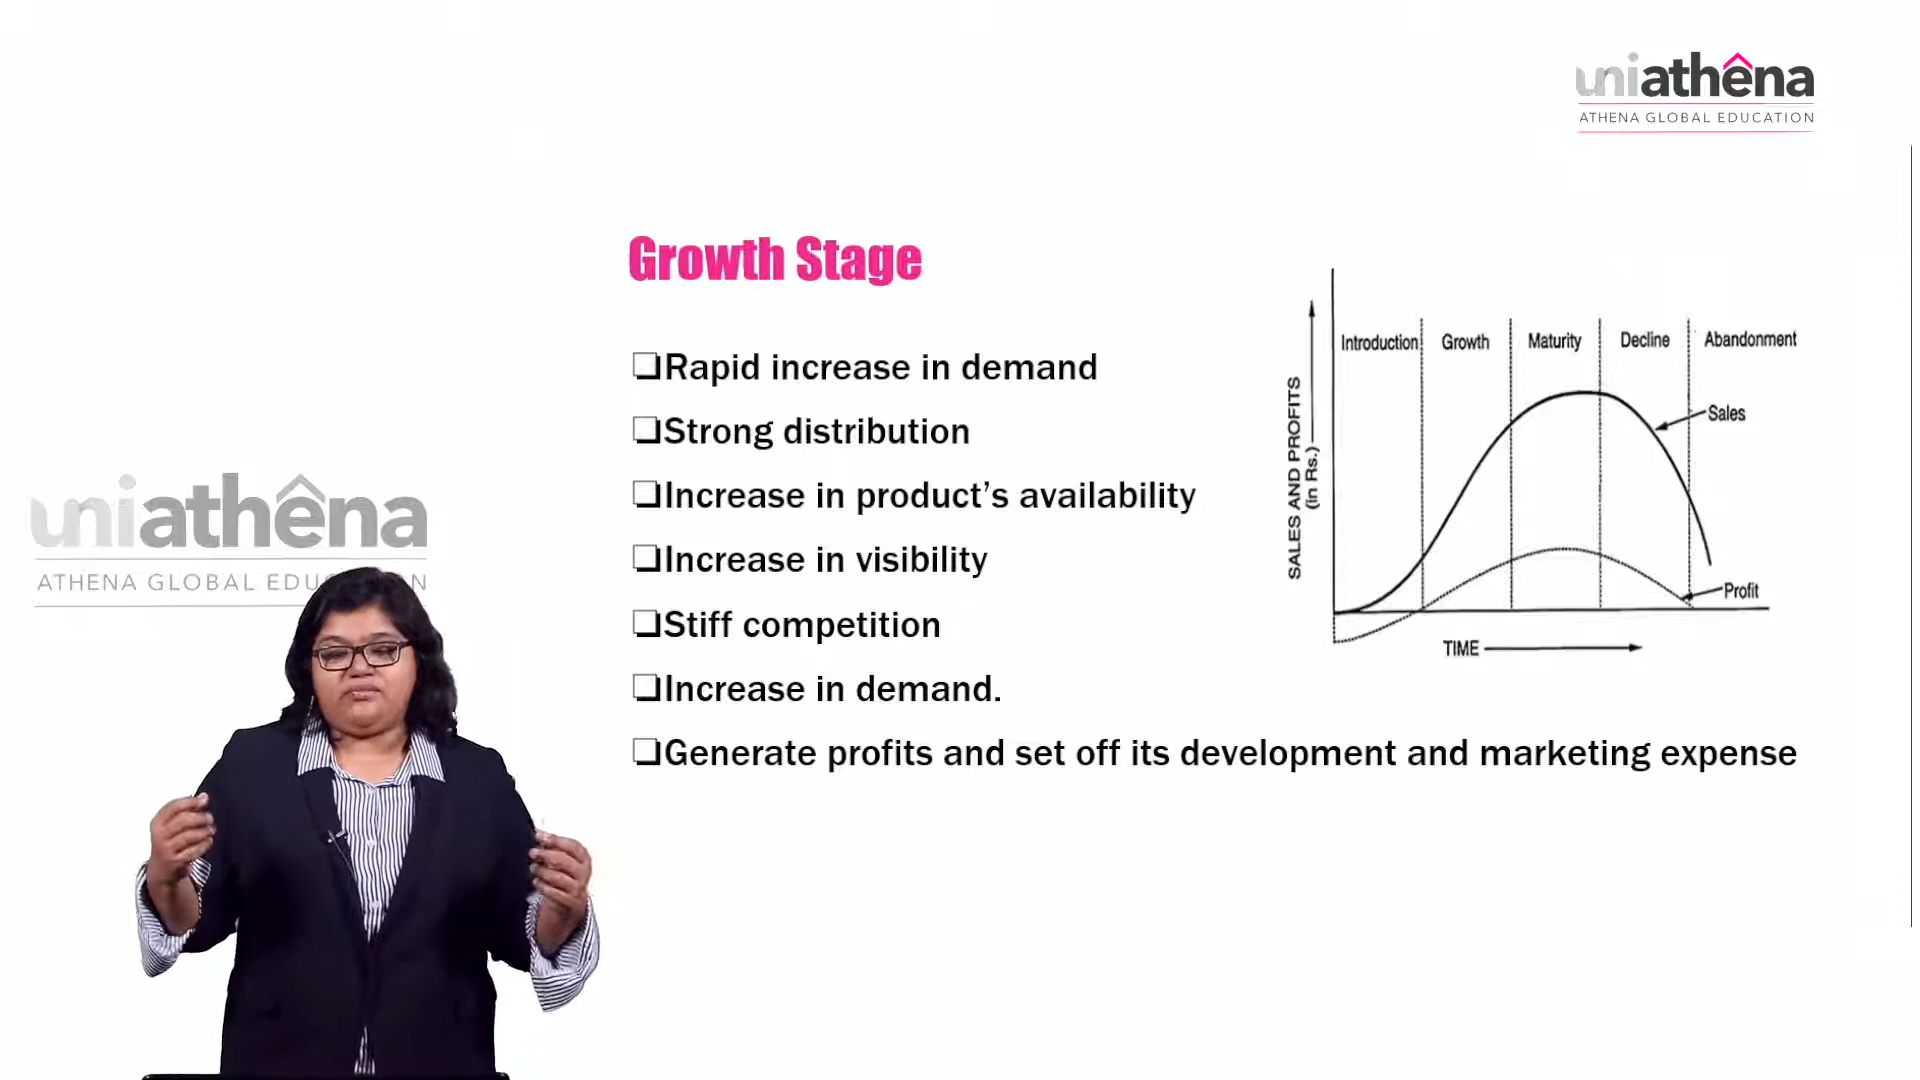 uniathêna
ATHENA GLOBAL EDUCATION
Growth Stage
❑Rapid increase in demand
❑Strong distribution
❑Increase in product’s availability
❑Increase in visibility
❑Stiff competition
❑Increase in demand.
❑Generate profits and set off its development and marketing expense
Introduction Growth Maturity Decline Abandonment
SALES AND PROFITS
(in Rs.)
Sales
Profit
TIME
uniathêna
ATHENA GLOBAL EDU N